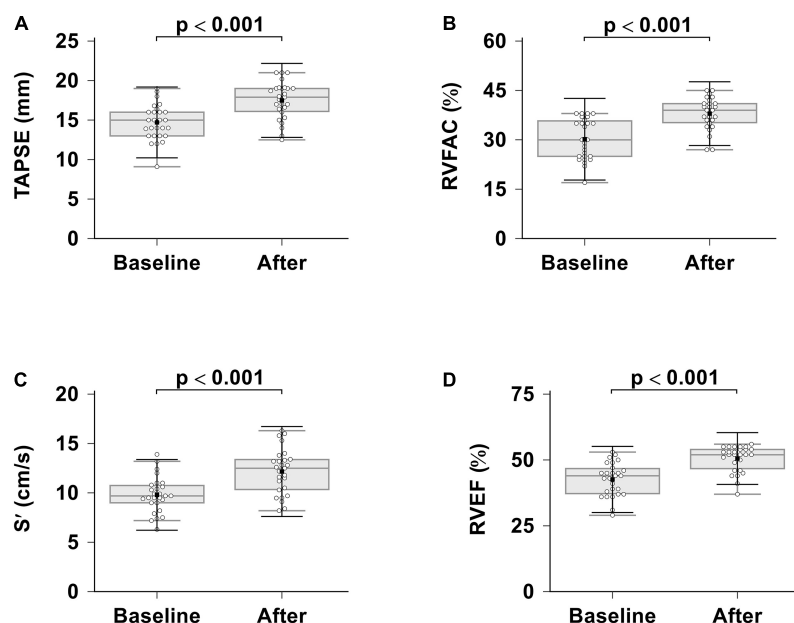 A
p < 0.001
TAPSE (mm)
25
20
15
10
5
0
Baseline
After
B
p < 0.001
RVFAC (%)
60
45
30
15
0
Baseline
After
C
p < 0.001
S′ (cm/s)
20
15
10
5
0
Baseline
After
D
p < 0.001
RVEF (%)
75
50
25
0
Baseline
After